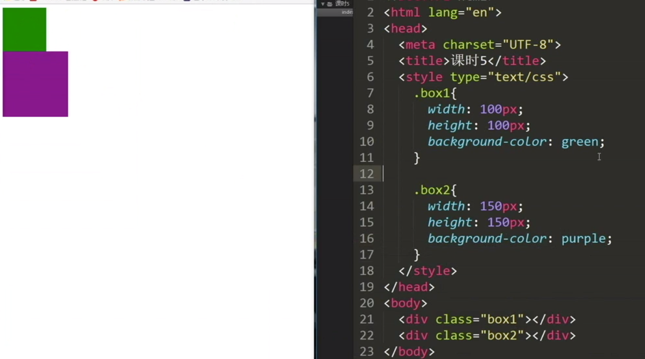 课时5
2 <html lang="en">
3 <head>
4 <meta charset="UTF-8">
5 <title>课时5</title>
6 <style type="text/css">
7 .box1{
8 width: 100px;
9 height: 100px;
10 background-color: green;
11 }
12
13 .box2{
14 width: 150px;
15 height: 150px;
16 background-color: purple;
17 }
18 </style>
19 </head>
20 <body>
21 <div class="box1"></div>
22 <div class="box2"></div>
23 </body>